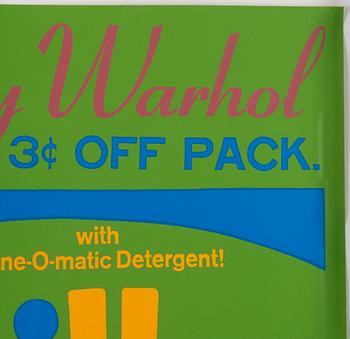 y Warhol
3¢ OFF PACK.
with
ne-O-matic Detergent!